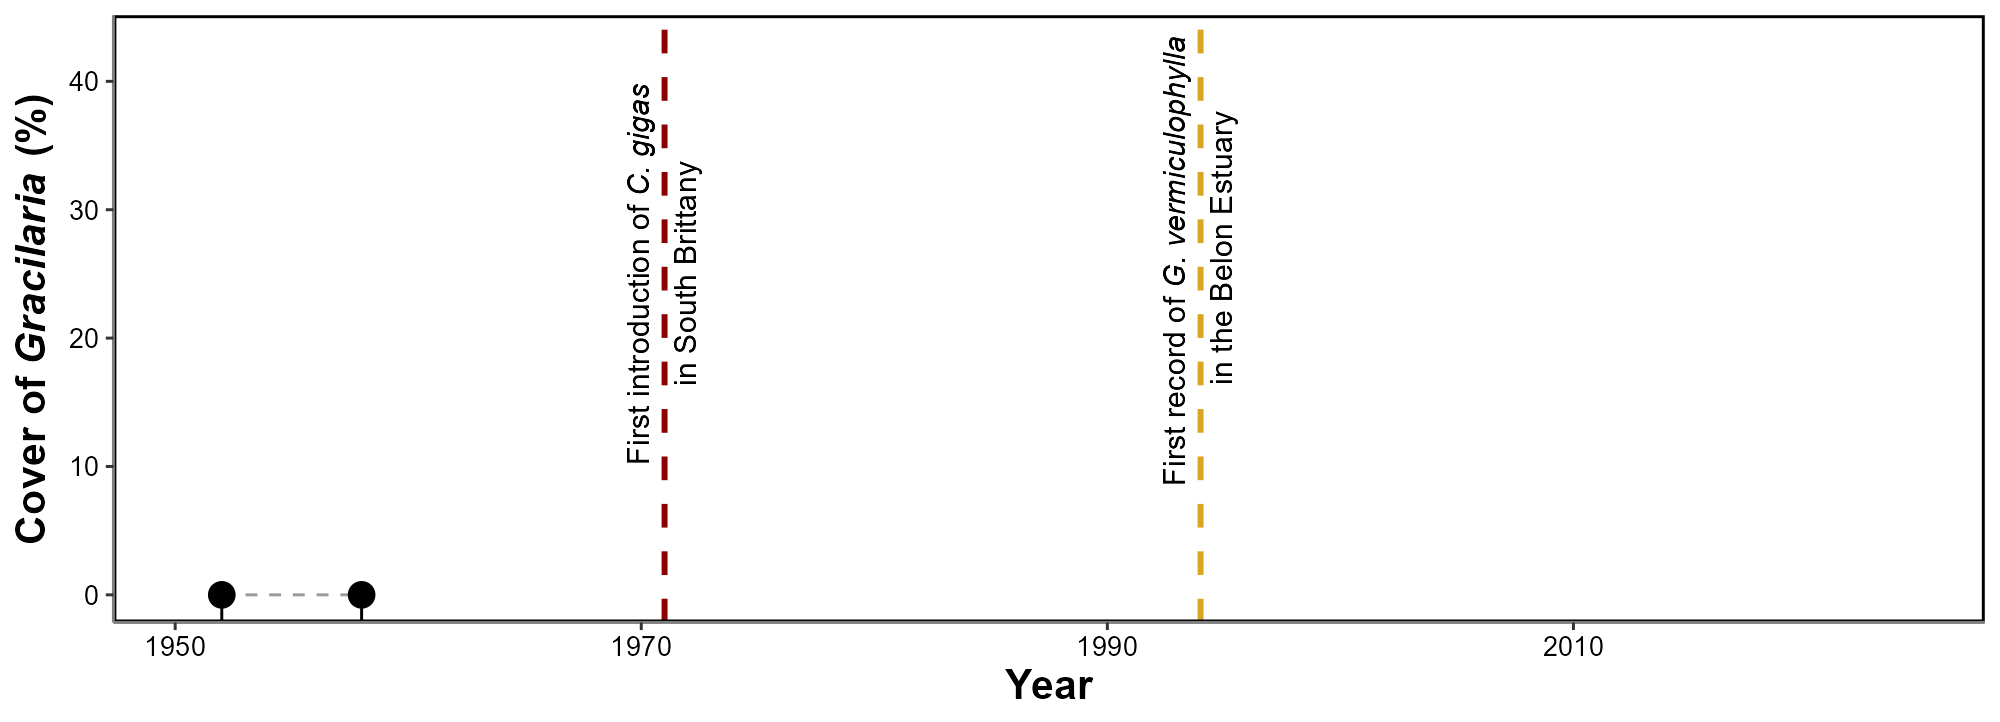 Cover of Gracilaria (%)
40
30
20
10
0
First introduction of C. gigas
in South Brittany
First record of G. vermiculophylla
in the Belon Estuary
1950
1970
1990
2010
Year